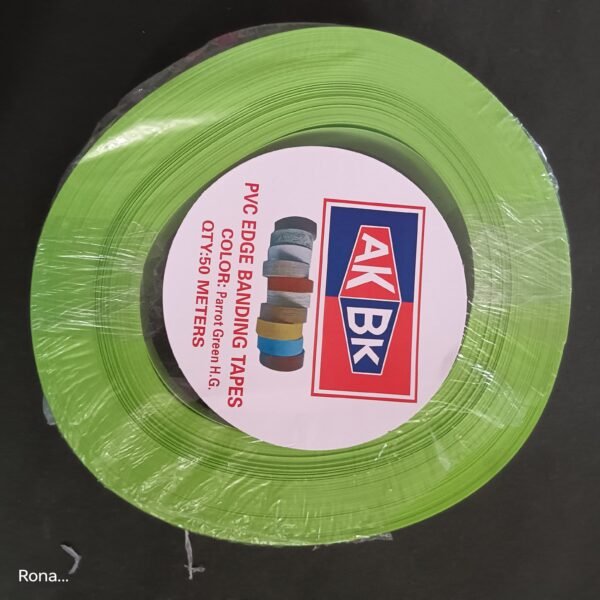 AK
BK
PVC EDGE BANDING TAPES
COLOR: Parrot Green H.G.
QTY:50 METERS
Rona...